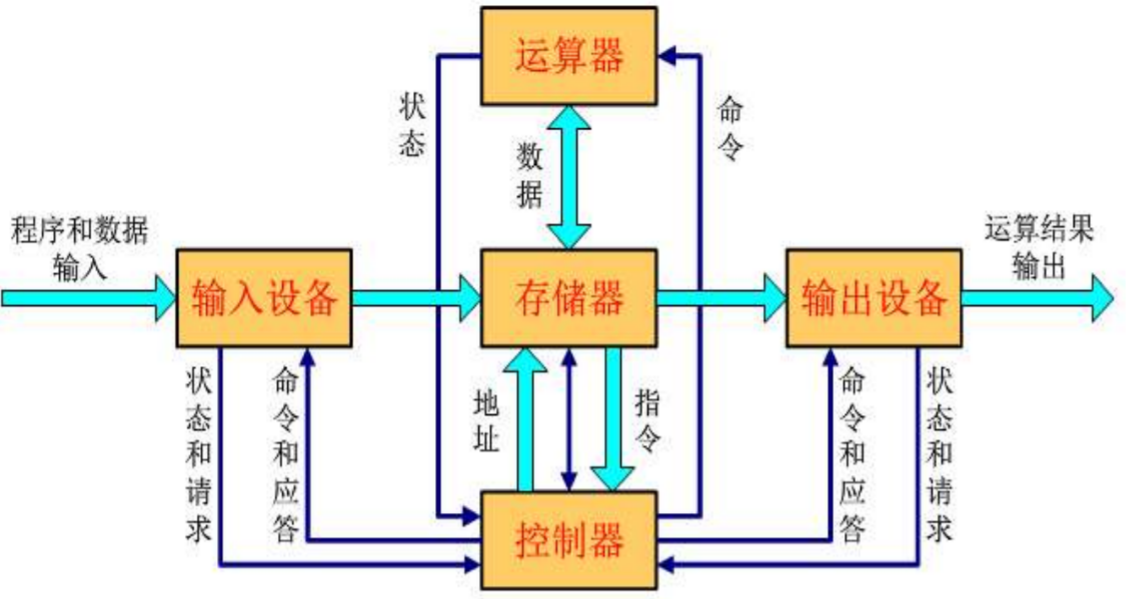 运算器
状态
命令
数据
程序和数据
输入
运算结果
输出
输入设备
存储器
输出设备
状态和请求
命令和应答
地址
指令
命令和应答
状态和请求
控制器